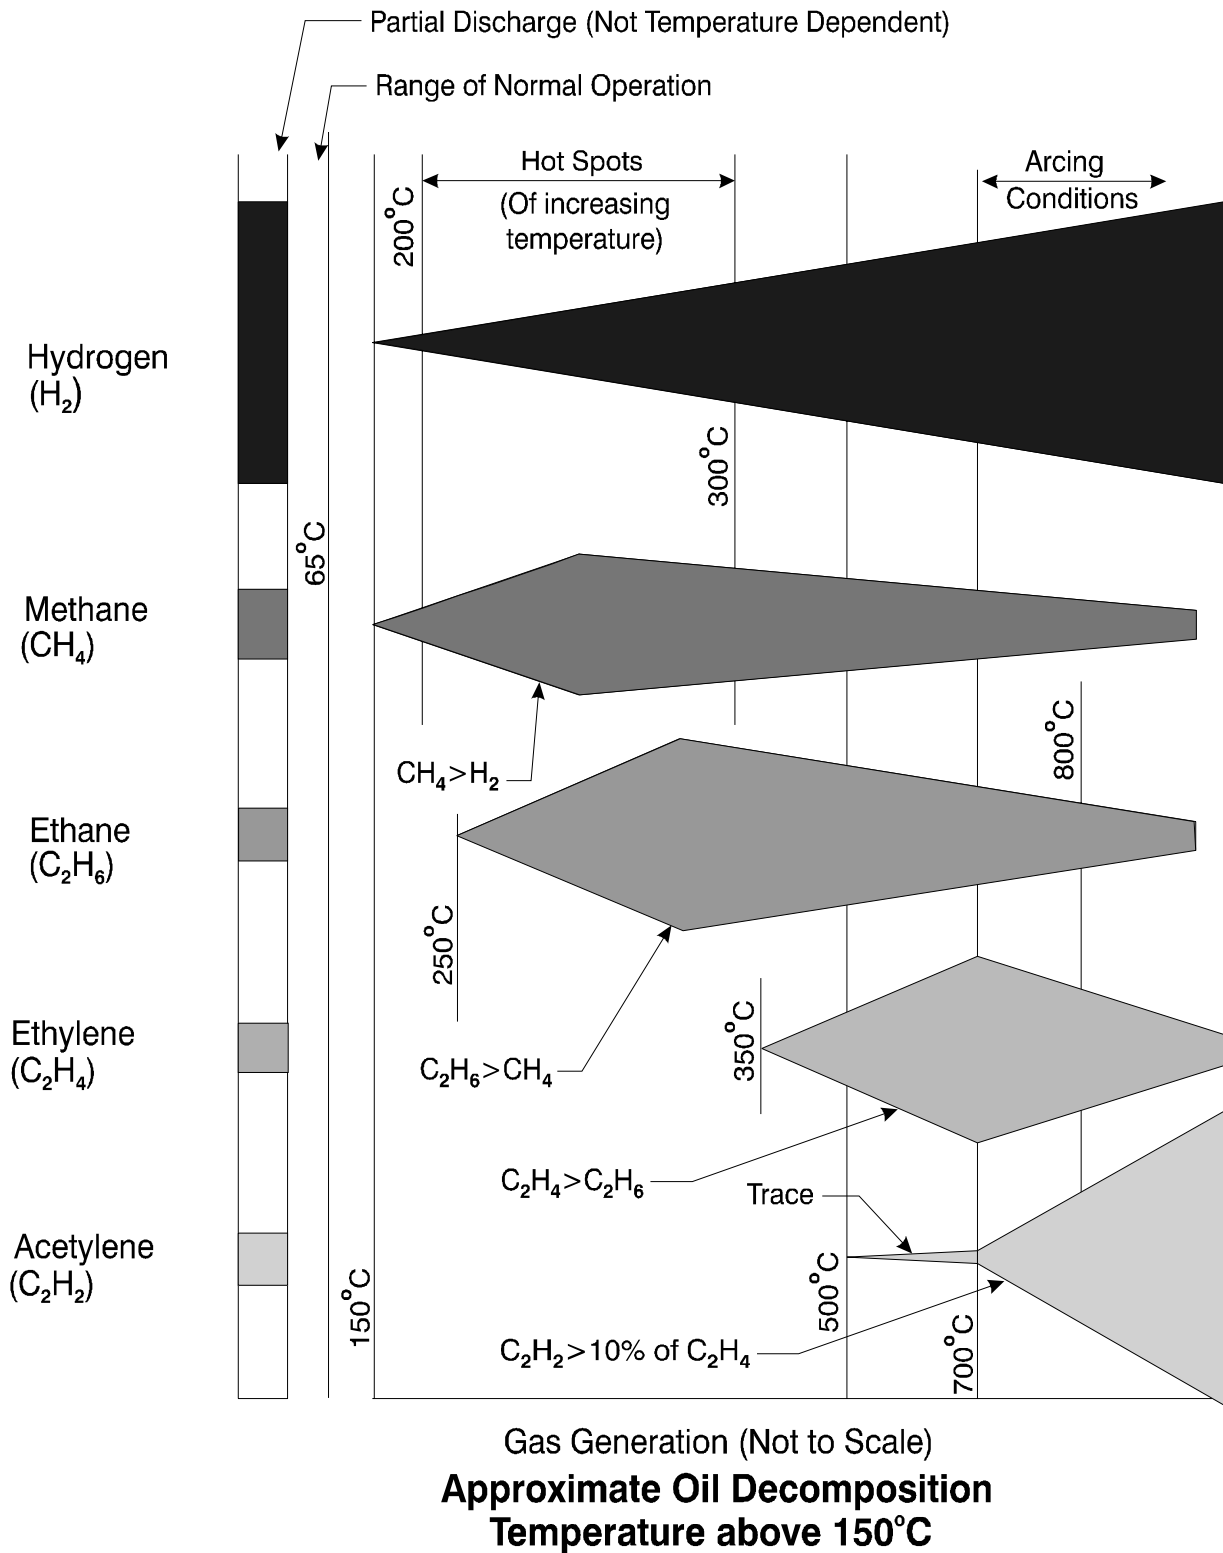 Partial Discharge (Not Temperature Dependent)
Range of Normal Operation
Hot Spots
(Of increasing
temperature)
Arcing
Conditions
200°C
Hydrogen
(H₂)
300°C
65°C
Methane
(CH₄)
CH₄>H₂
800°C
Ethane
(C₂H₆)
250°C
Ethylene
(C₂H₄)
350°C
C₂H₆>CH₄
C₂H₄>C₂H₆
Trace
Acetylene
(C₂H₂)
150°C
500°C
C₂H₂>10% of C₂H₄
700°C
Gas Generation (Not to Scale)
Approximate Oil Decomposition
Temperature above 150°C